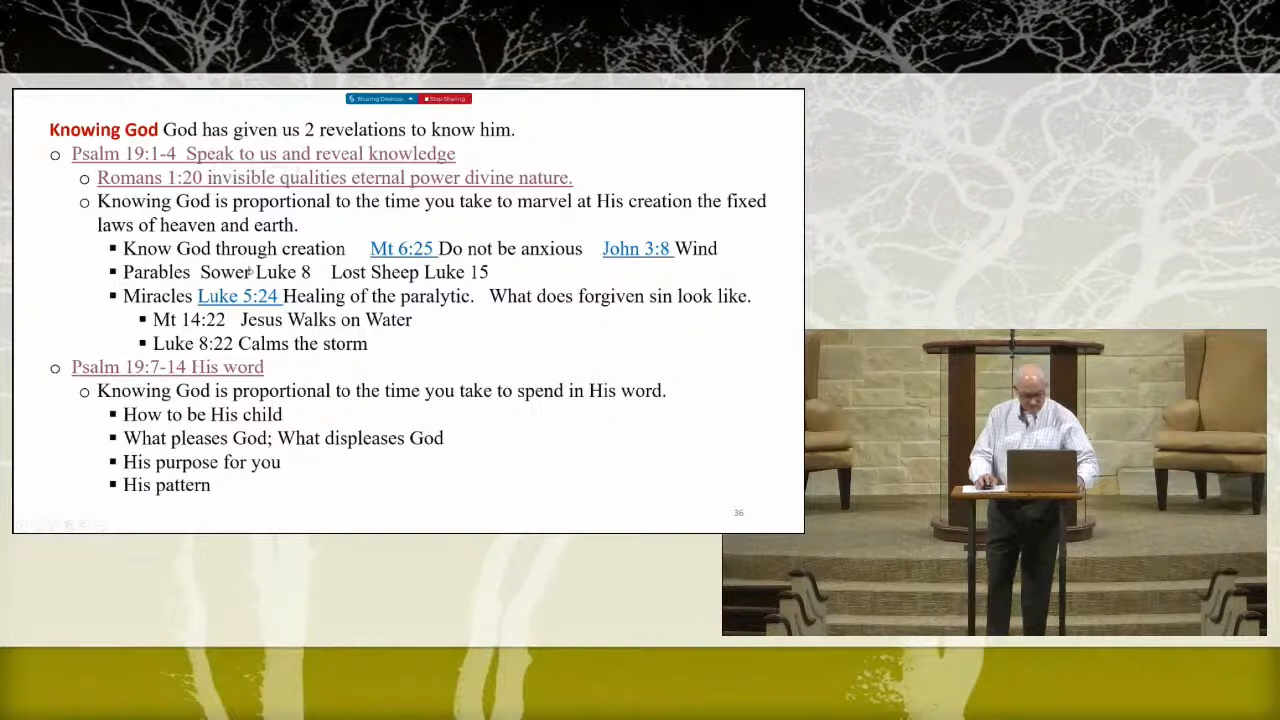 Sharing Desktop Stop Sharing
Knowing God God has given us 2 revelations to know him.
o Psalm 19:1-4 Speak to us and reveal knowledge
o Romans 1:20 invisible qualities eternal power divine nature.
o Knowing God is proportional to the time you take to marvel at His creation the fixed
laws of heaven and earth.
▪ Know God through creation Mt 6:25 Do not be anxious John 3:8 Wind
▪ Parables Sower Luke 8 Lost Sheep Luke 15
▪ Miracles Luke 5:24 Healing of the paralytic. What does forgiven sin look like.
▪ Mt 14:22 Jesus Walks on Water
▪ Luke 8:22 Calms the storm
o Psalm 19:7-14 His word
o Knowing God is proportional to the time you take to spend in His word.
▪ How to be His child
▪ What pleases God; What displeases God
▪ His purpose for you
▪ His pattern
36